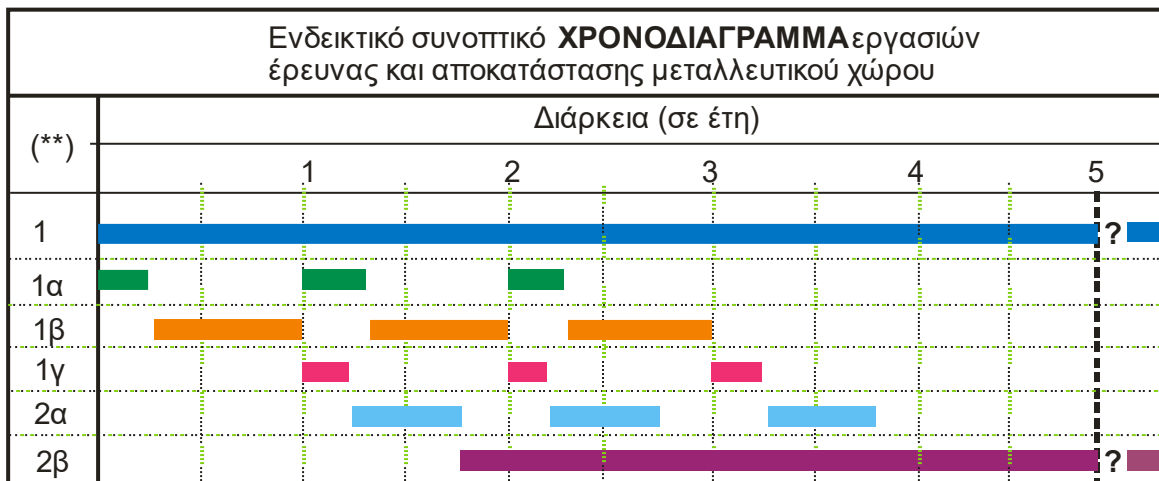 Ενδεικτικό συνοπτικό ΧΡΟΝΟΔΙΑΓΡΑΜΜΑ εργασιών
έρευνας και αποκατάστασης μεταλλευτικού χώρου
(**)
Διάρκεια (σε έτη)
1 2 3 4 5
1 ?
1α
1β
1γ
2α
2β ?